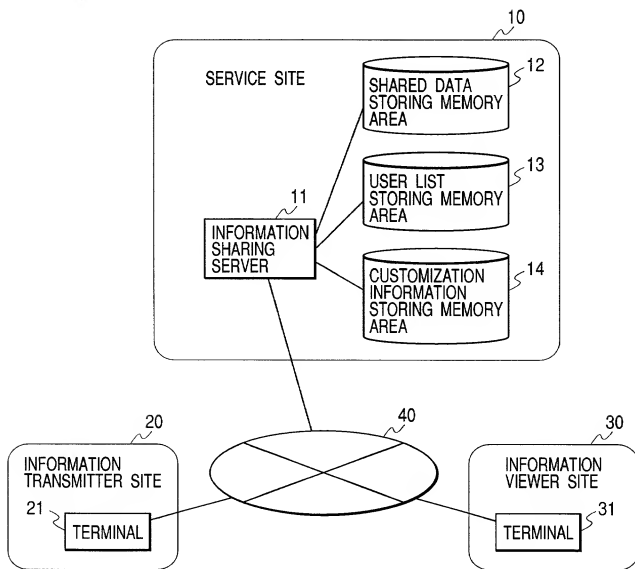 10
SERVICE SITE
SHARED DATA
STORING MEMORY
AREA
12
USER LIST
STORING MEMORY
AREA
13
11
INFORMATION
SHARING
SERVER
CUSTOMIZATION
INFORMATION
STORING MEMORY
AREA
14
40
20
INFORMATION
TRANSMITTER SITE
21
TERMINAL
30
INFORMATION
VIEWER SITE
TERMINAL
31